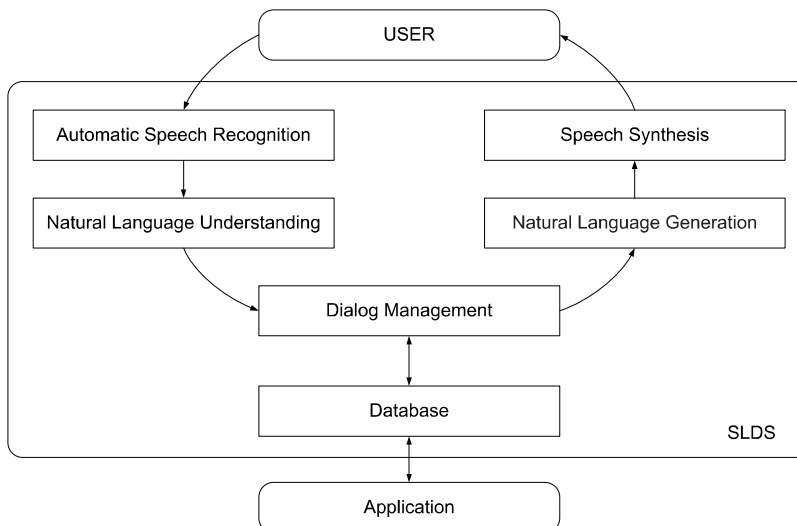 USER
Automatic Speech Recognition
Speech Synthesis
Natural Language Understanding
Natural Language Generation
Dialog Management
Database
SLDS
Application